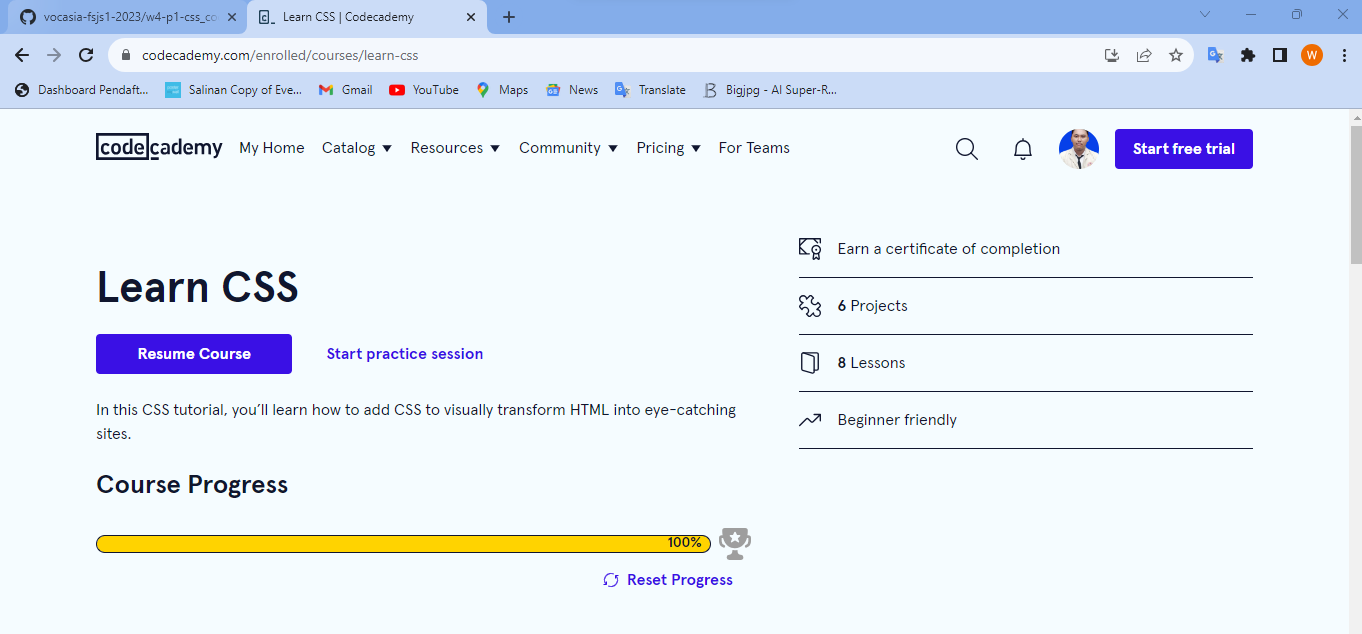 vocasia-fsjs1-2023/w4-p1-css_co
Learn CSS | Codecademy
codecademy.com/enrolled/courses/learn-css
W
Dashboard Pendaft...
Salinan Copy of Eve...
Gmail
YouTube
Maps
News
Translate
Bigjpg - AI Super-R...
codecademy
My Home
Catalog
Resources
Community
Pricing
For Teams
Start free trial
Learn CSS
Resume Course
Start practice session
In this CSS tutorial, you’ll learn how to add CSS to visually transform HTML into eye-catching
sites.
Course Progress
100%
Reset Progress
Earn a certificate of completion
6 Projects
8 Lessons
Beginner friendly